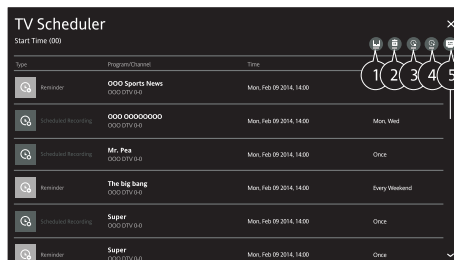 TV Scheduler
Start Time (00)
Type Program/Channel Time
1 2 3 4 5
Reminder OOO Sports News Mon, Feb 09 2014, 14:00
OOO DTV 0-0
Scheduled Recording OOO OOOOOOOO Mon, Feb 09 2014, 14:00 Mon, Wed
OOO DTV 0-0
Scheduled Recording Mr. Pea Mon, Feb 09 2014, 14:00 Once
OOO DTV 0-0
Reminder The big bang Mon, Feb 09 2014, 14:00 Every Weekend
OOO DTV 0-0
Scheduled Recording Super Mon, Feb 09 2014, 14:00 Once
OOO DTV 0-0
Reminder Super Mon, Feb 09 2014, 14:00 Once
OOO DTV 0-0